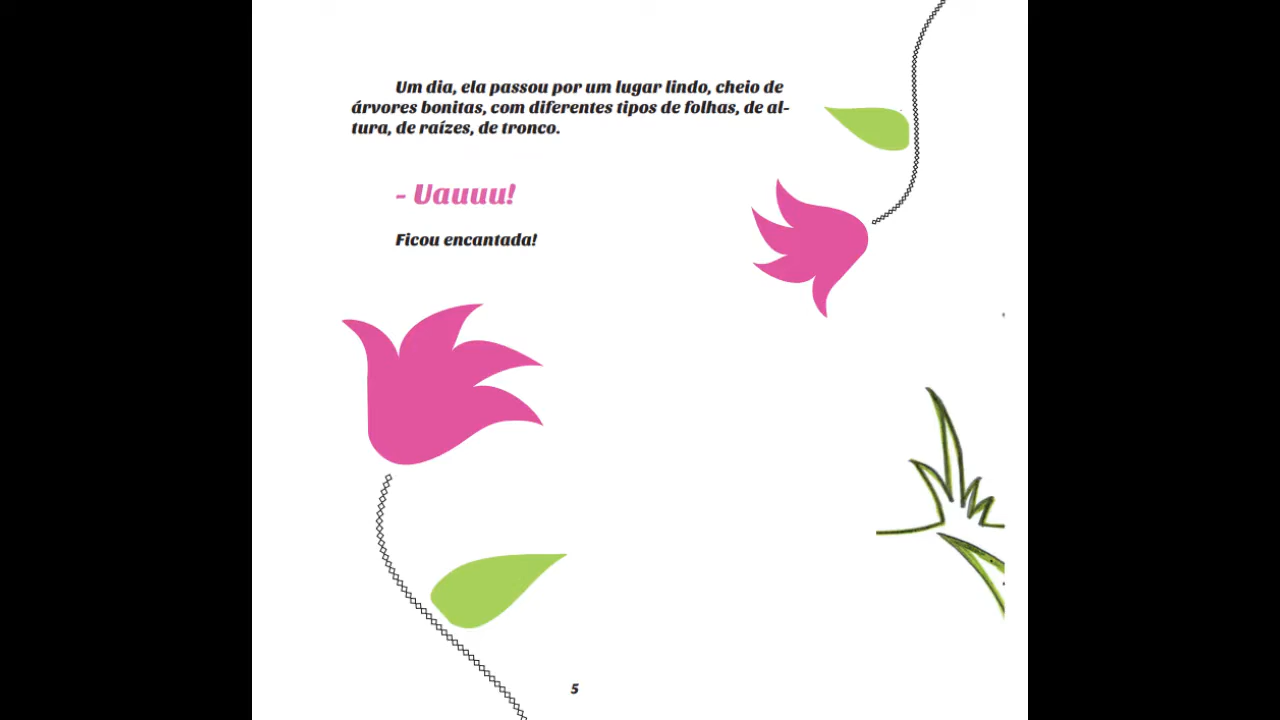 Um dia, ela passou por um lugar lindo, cheio de
árvores bonitas, com diferentes tipos de folhas, de al-
tura, de raízes, de tronco.
- Uauuu!
Ficou encantada!
5